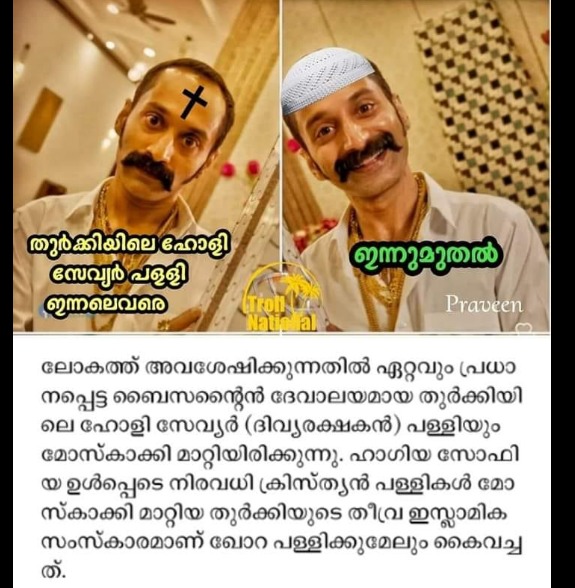 തുർക്കിയിലെ ഹോളി
സേവ്യർ പളളി
ഇന്നലെവരെ
ഇന്നുമുതൽ
Troll
National
Praveen
ലോകത്ത് അവശേഷിക്കുന്നതിൽ ഏറ്റവും പ്രധാ
നപ്പെട്ട ബൈസന്റൈൻ ദേവാലയമായ തുർക്കിയി
ലെ ഹോളി സേവ്യർ (ദിവ്യരക്ഷകൻ) പള്ളിയും
മോസ്കാക്കി മാറ്റിയിരിക്കുന്നു. ഹാഗിയ സോഫി
യ ഉൾപ്പെടെ നിരവധി ക്രിസ്ത്യൻ പള്ളികൾ മോ
സ്കാക്കി മാറ്റിയ തുർക്കിയുടെ തീവ്ര ഇസ്ലാമിക
സംസ്കാരമാണ് ഖോറ പള്ളിക്കുമേലും കൈവച്ച
ത്.